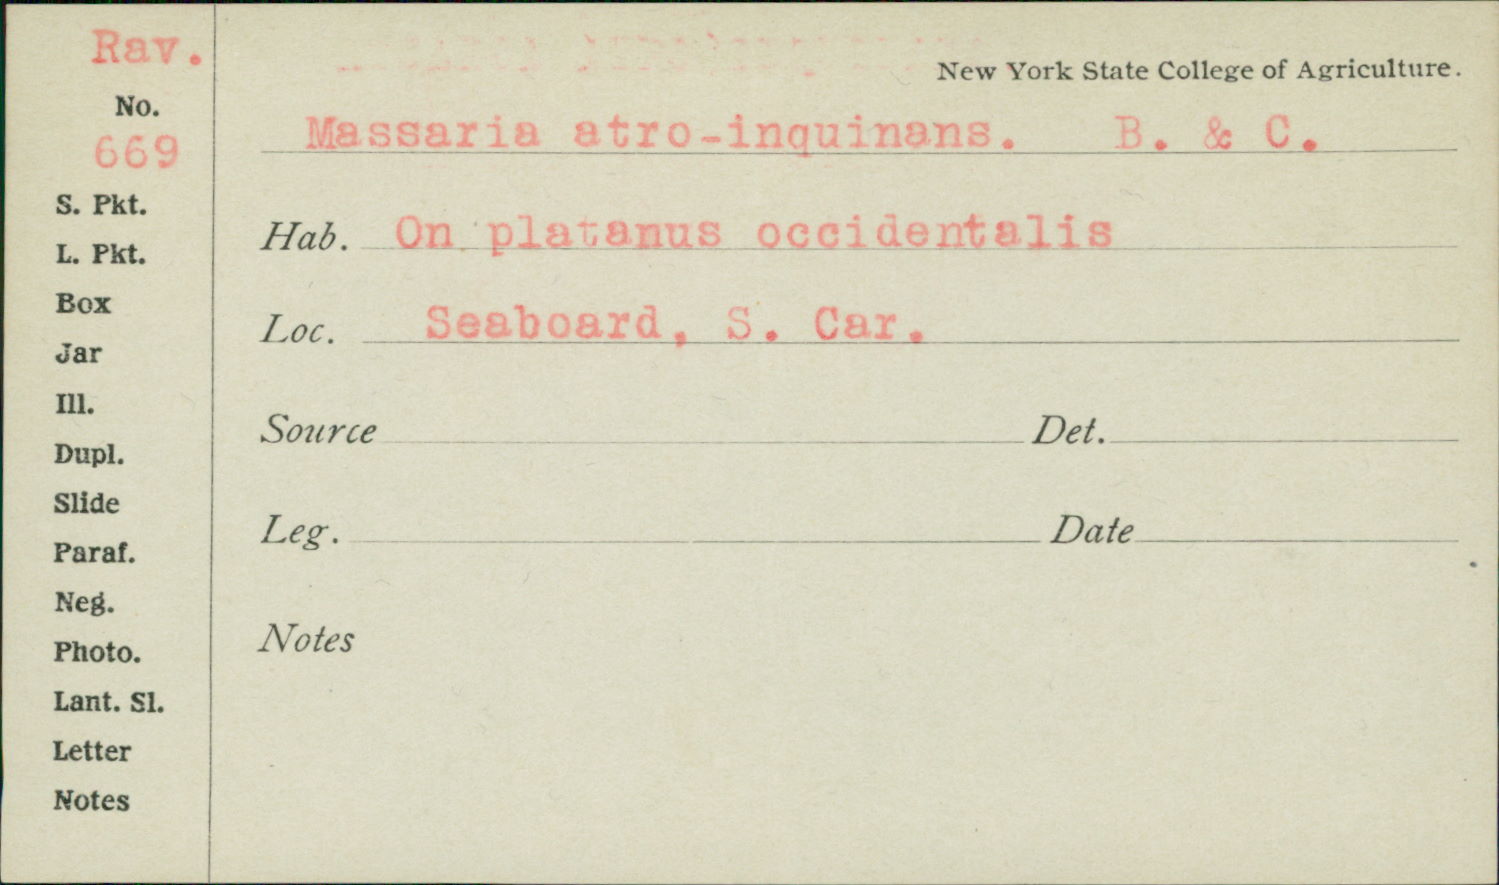 Rav.
New York State College of Agriculture.
No.
669
Massaria atro-inquinans. B. & C.
S. Pkt.
Hab. On platanus occidentalis
L. Pkt.
Box
Loc. Seaboard, S. Car.
Jar
Ill.
Source Det.
Dupl.
Slide
Leg. Date
Paraf.
Neg.
Notes
Photo.
Lant. Sl.
Letter
Notes